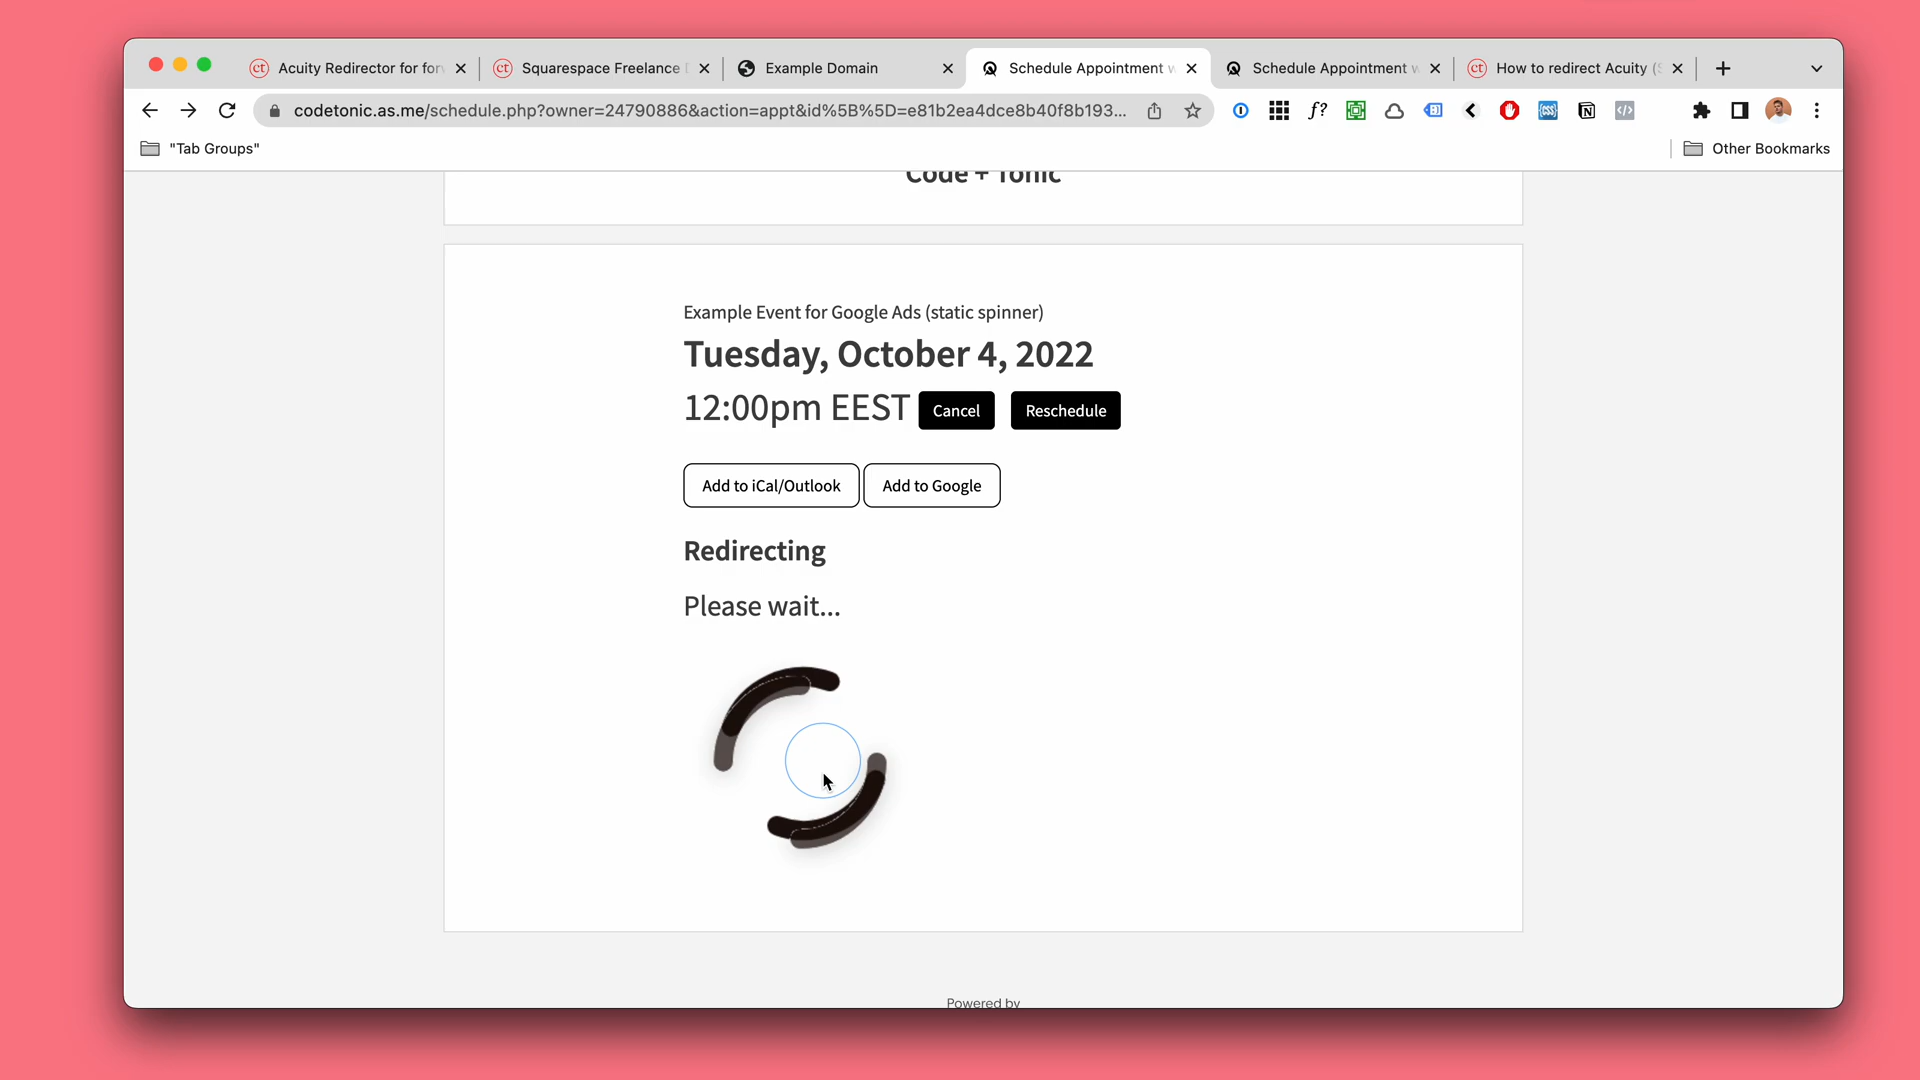 Acuity Redirector for for
Squarespace Freelance
Example Domain
Schedule Appointment w
Schedule Appointment w
How to redirect Acuity (S
codetonic.as.me/schedule.php?owner=24790886&action=appt&id%5B%5D=e81b2ea4dce8b40f8b193...
"Tab Groups"
Other Bookmarks
Code + Tonic
Example Event for Google Ads (static spinner)
Tuesday, October 4, 2022
12:00pm EEST Cancel Reschedule
Add to iCal/Outlook Add to Google
Redirecting
Please wait...
Powered by